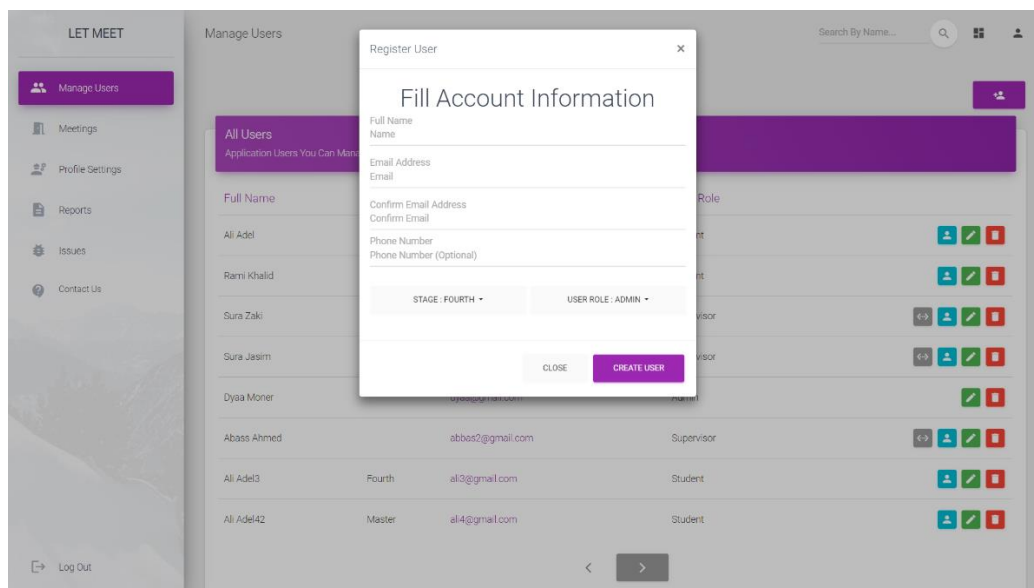 LET MEET
Manage Users
Meetings
Profile Settings
Reports
Issues
Contact Us
Log Out
Manage Users
Search By Name...
All Users
Application Users You Can
Full Name
Role
Ali Adel
Rami Khalid
Sura Zaki
Sura Jasim
Dyaa Moner
Abass Ahmed abbas2@gmail.com Supervisor
Ali Adel3 Fourth ali3@gmail.com Student
Ali Adel42 Master ali4@gmail.com Student
Register User ×
Fill Account Information
Full Name
Name
Email Address
Email
Confirm Email Address
Confirm Email
Phone Number
Phone Number (Optional)
STAGE : FOURTH USER ROLE : ADMIN
CLOSE CREATE USER